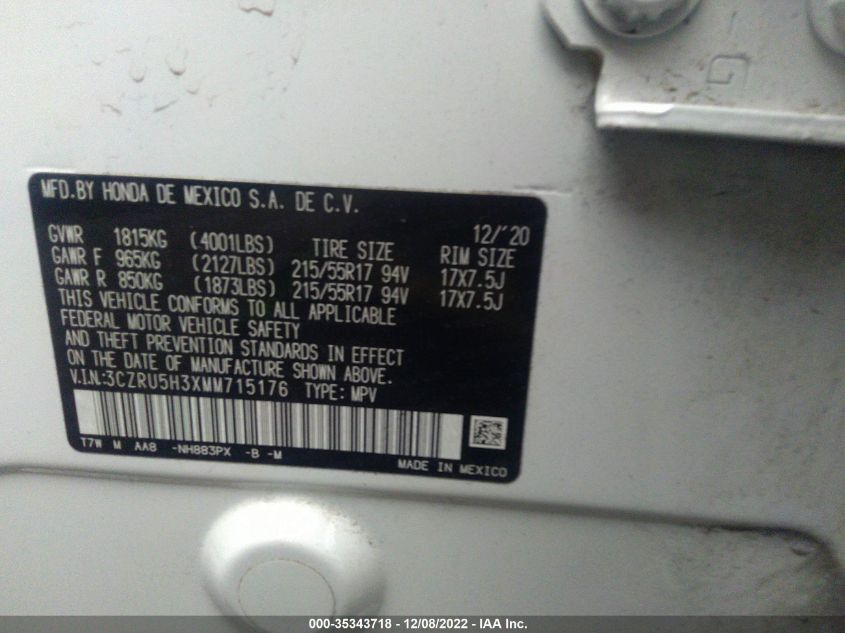 G
MFD.BY HONDA DE MEXICO S.A. DE C.V.
12/'20
GVWR 1815KG (4001LBS) TIRE SIZE RIM SIZE
GAWR F 965KG (2127LBS) 215/55R17 94V 17X7.5J
GAWR R 850KG (1873LBS) 215/55R17 94V 17X7.5J
THIS VEHICLE CONFORMS TO ALL APPLICABLE
FEDERAL MOTOR VEHICLE SAFETY
AND THEFT PREVENTION STANDARDS IN EFFECT
ON THE DATE OF MANUFACTURE SHOWN ABOVE.
V.I.N:3CZRU5H3XMM715176 TYPE: MPV
T7W M AA8 -NH883PX -B -M
MADE IN MEXICO
000-35343718 - 12/08/2022 - IAA Inc.